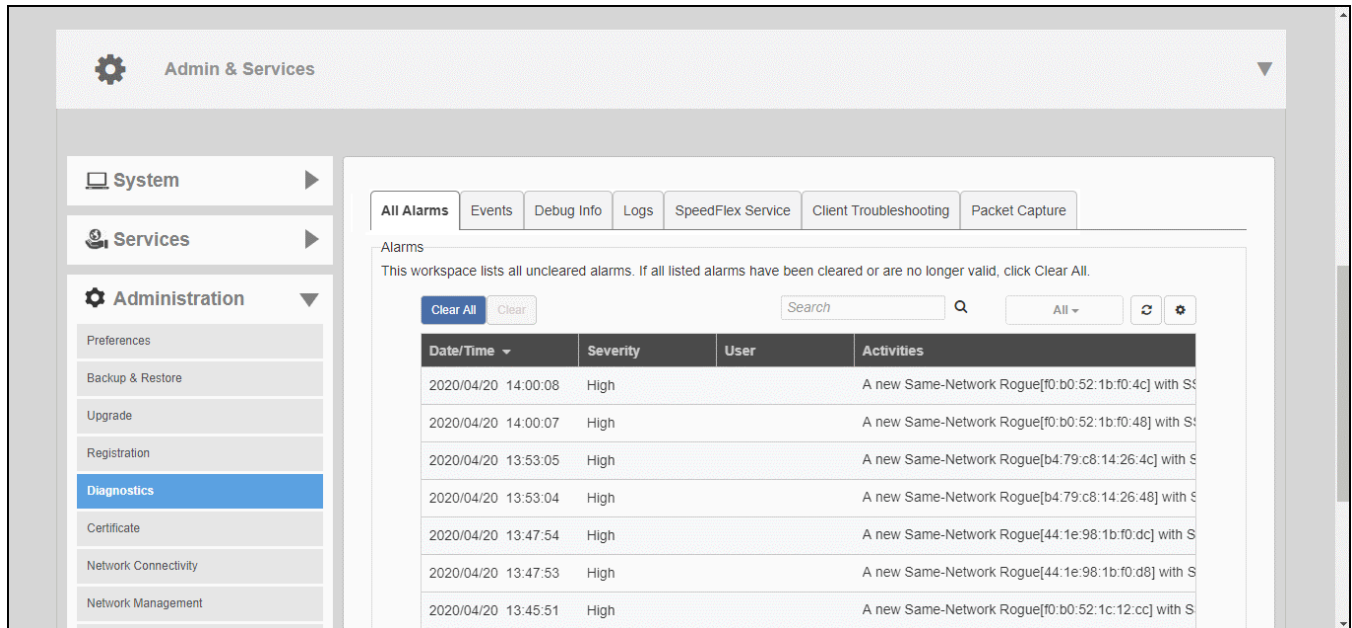 Admin & Services
System
Services
Administration
Preferences
Backup & Restore
Upgrade
Registration
Diagnostics
Certificate
Network Connectivity
Network Management
All Alarms Events Debug Info Logs SpeedFlex Service Client Troubleshooting Packet Capture
Alarms
This workspace lists all uncleared alarms. If all listed alarms have been cleared or are no longer valid, click Clear All.
Clear All Clear Search All
Date/Time Severity User Activities
2020/04/20 14:00:08 High A new Same-Network Rogue[f0:b0:52:1b:f0:4c] with SS
2020/04/20 14:00:07 High A new Same-Network Rogue[f0:b0:52:1b:f0:48] with SS
2020/04/20 13:53:05 High A new Same-Network Rogue[b4:79:c8:14:26:4c] with S
2020/04/20 13:53:04 High A new Same-Network Rogue[b4:79:c8:14:26:48] with S
2020/04/20 13:47:54 High A new Same-Network Rogue[44:1e:98:1b:f0:dc] with S
2020/04/20 13:47:53 High A new Same-Network Rogue[44:1e:98:1b:f0:d8] with S
2020/04/20 13:45:51 High A new Same-Network Rogue[f0:b0:52:1c:12:cc] with S